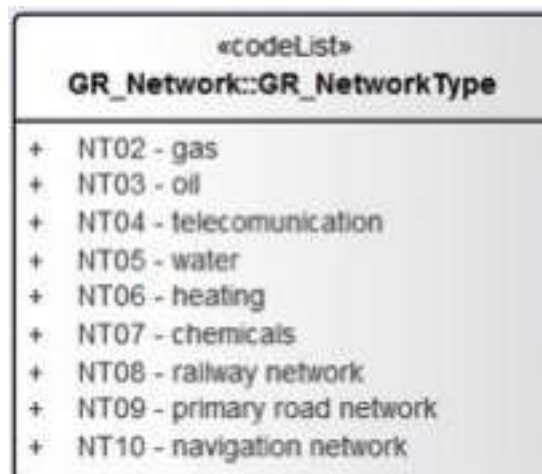 «codeList»
GR_Network::GR_NetworkType
+ NT02 - gas
+ NT03 - oil
+ NT04 - telecomunication
+ NT05 - water
+ NT06 - heating
+ NT07 - chemicals
+ NT08 - railway network
+ NT09 - primary road network
+ NT10 - navigation network